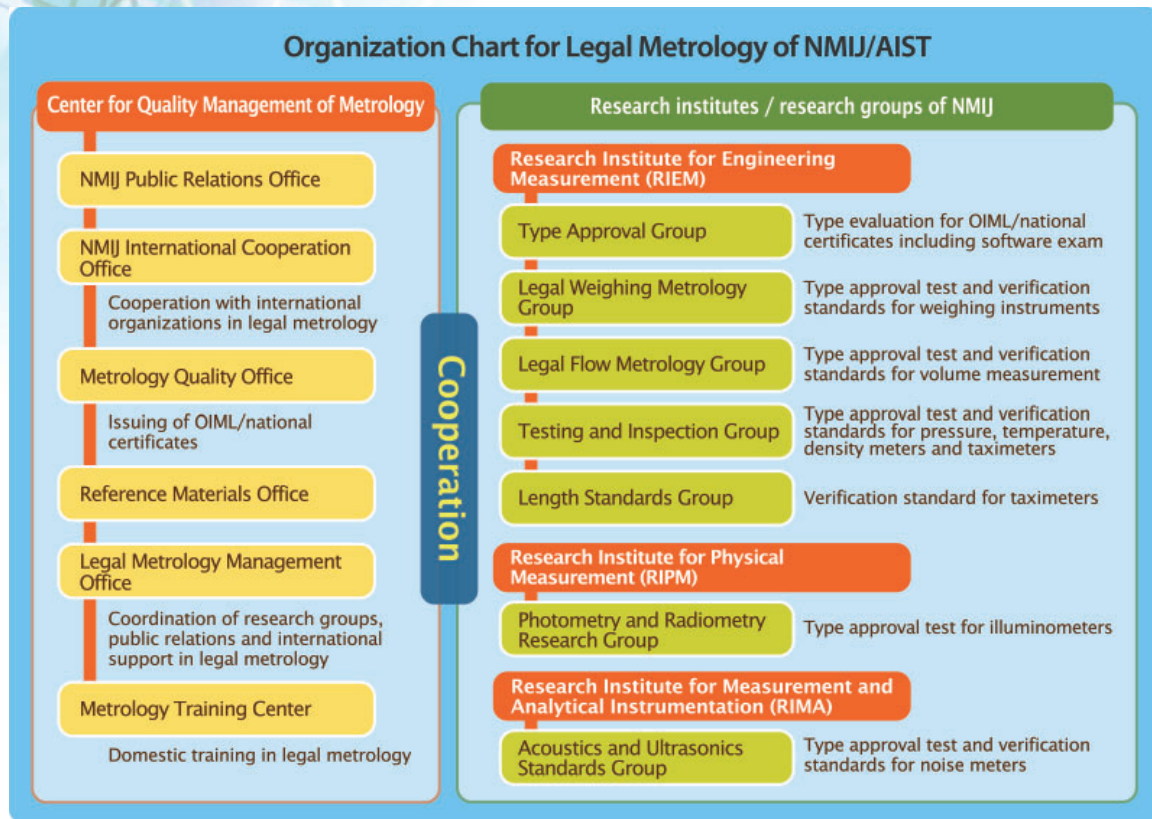 Organization Chart for Legal Metrology of NMIJ/AIST
Center for Quality Management of Metrology
NMIJ Public Relations Office
NMIJ International Cooperation
Office
Cooperation with international
organizations in legal metrology
Metrology Quality Office
Issuing of OIML/national
certificates
Reference Materials Office
Legal Metrology Management
Office
Coordination of research groups,
public relations and international
support in legal metrology
Metrology Training Center
Domestic training in legal metrology
Cooperation
Research institutes / research groups of NMIJ
Research Institute for Engineering
Measurement (RIEM)
Type Approval Group
Type evaluation for OIML/national
certificates including software exam
Legal Weighing Metrology
Group
Type approval test and verification
standards for weighing instruments
Legal Flow Metrology Group
Type approval test and verification
standards for volume measurement
Testing and Inspection Group
Type approval test and verification
standards for pressure, temperature,
density meters and taximeters
Length Standards Group
Verification standard for taximeters
Research Institute for Physical
Measurement (RIPM)
Photometry and Radiometry
Research Group
Type approval test for illuminometers
Research Institute for Measurement and
Analytical Instrumentation (RIMA)
Acoustics and Ultrasonics
Standards Group
Type approval test and verification
standards for noise meters